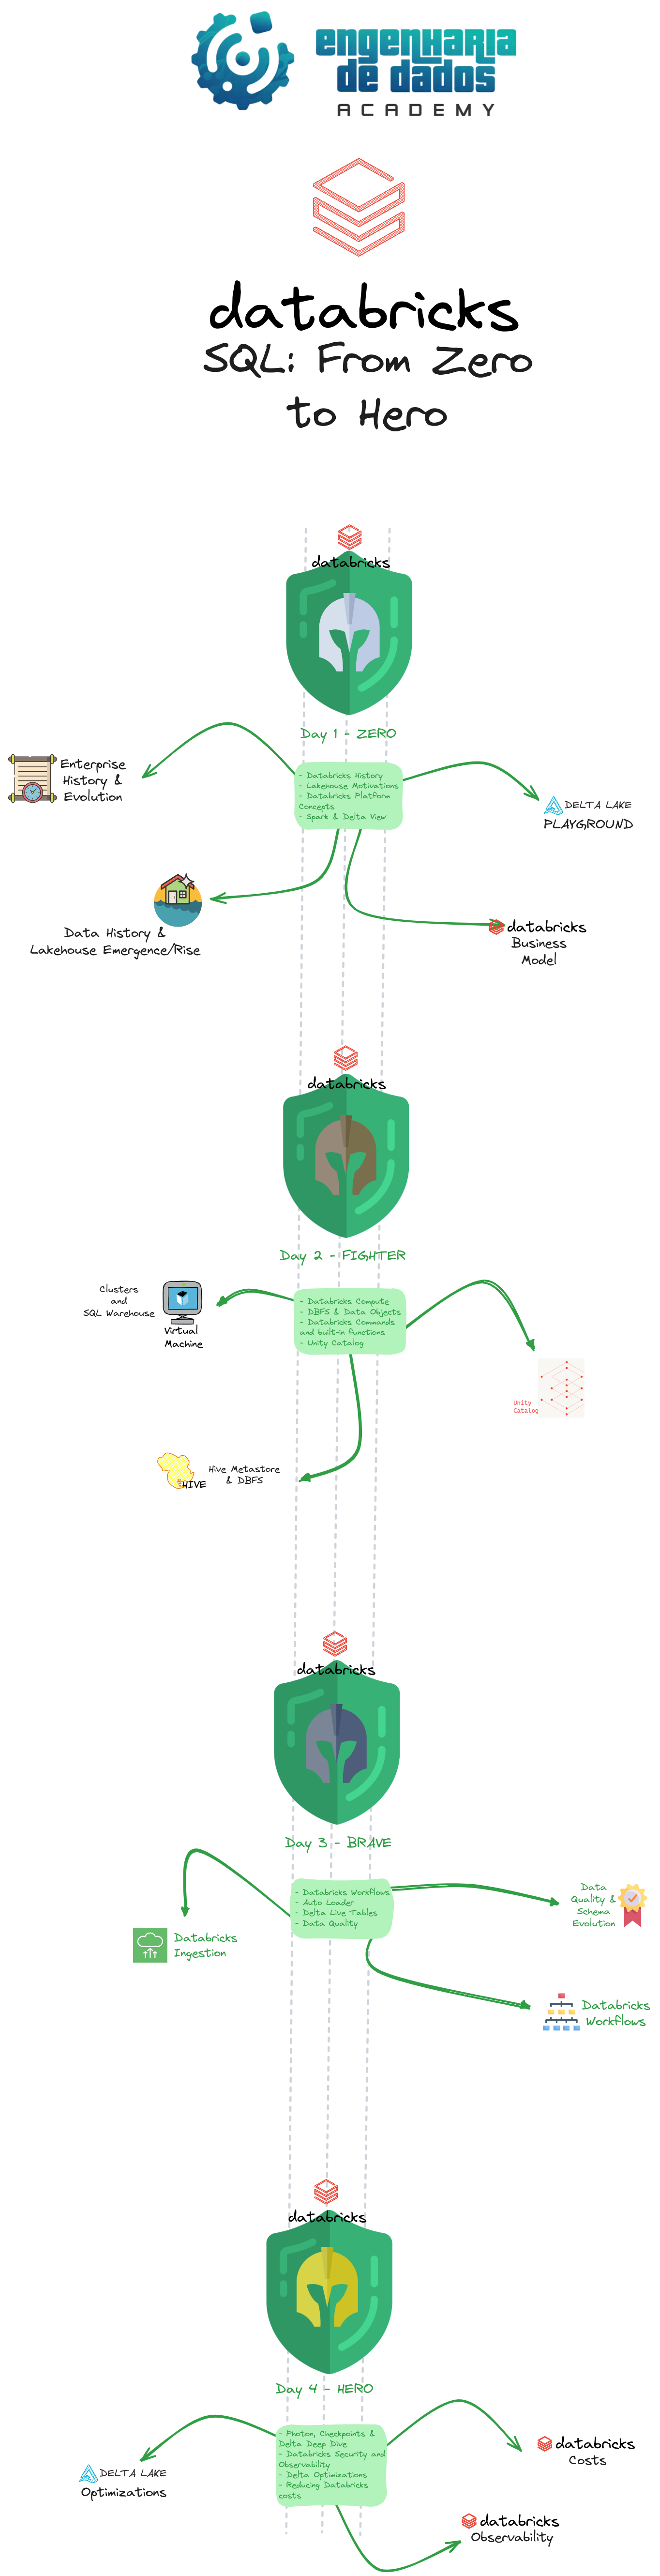 engenharia
de dados
ACADEMY
databricks
SQL: From Zero
to Hero
databricks
Day 1 - ZERO
Enterprise
History &
Evolution
- Databricks History
- Lakehouse Motivations
- Databricks Platform
Concepts
- Spark & Delta View
DELTA LAKE
PLAYGROUND
Data History &
Lakehouse Emergence/Rise
databricks
Business
Model
databricks
Day 2 - FIGHTER
Clusters
and
SQL Warehouse
Virtual
Machine
- Databricks Compute
- DBFS & Data Objects
- Databricks Commands
and built-in functions
- Unity Catalog
Unity
Catalog
HIVE
Hive Metastore
& DBFS
databricks
Day 3 - BRAVE
- Databricks Workflows
- Auto Loader
- Delta Live Tables
- Data Quality
Data
Quality &
Schema
Evolution
Databricks
Ingestion
Databricks
Workflows
databricks
Day 4 - HERO
- Photon, Checkpoints &
Delta Deep Dive
- Databricks Security and
Observability
- Delta Optimizations
- Reducing Databricks
costs
databricks
Costs
DELTA LAKE
Optimizations
databricks
Observability